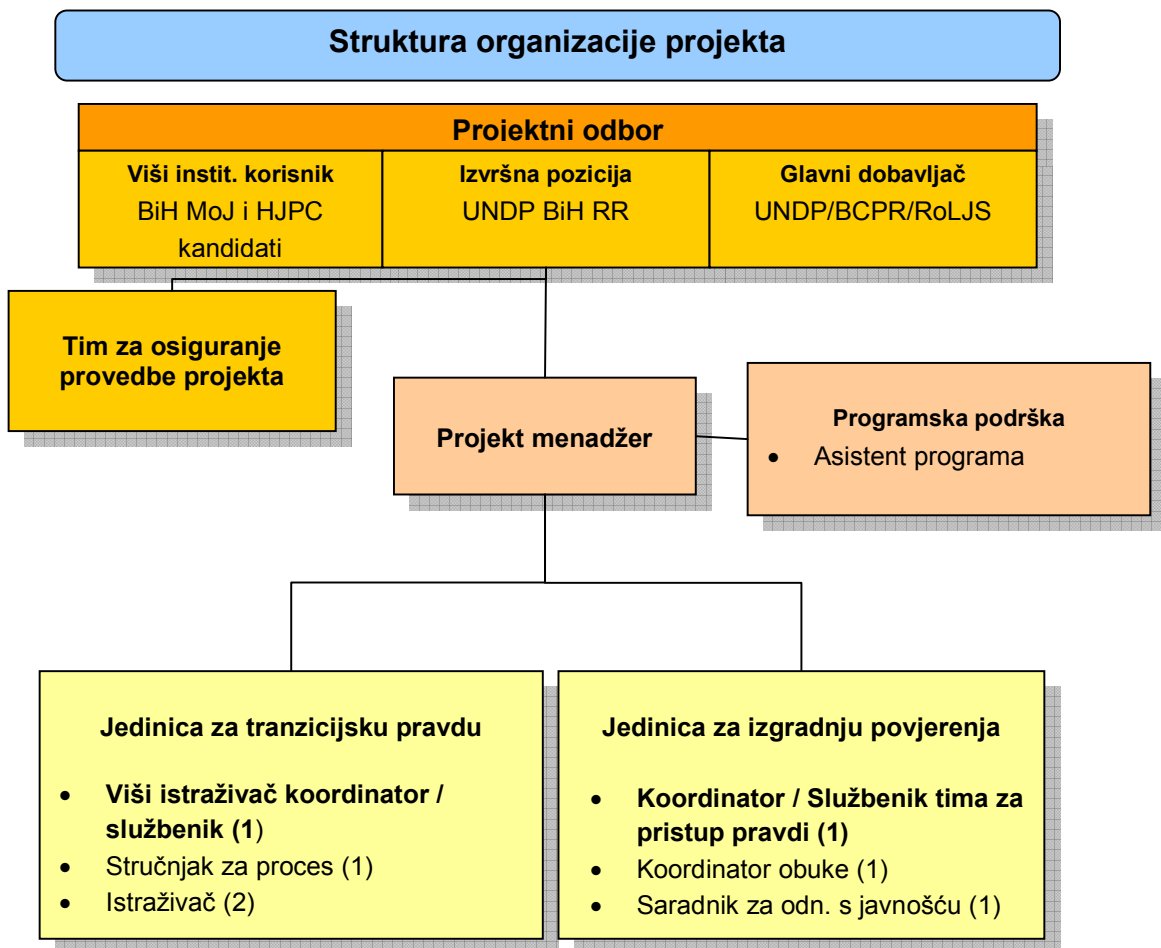 Struktura organizacije projekta
Projektni odbor
Viši instit. korisnik
BiH MoJ i HJPC
kandidati
Izvršna pozicija
UNDP BiH RR
Glavni dobavljač
UNDP/BCPR/RoLJS
Tim za osiguranje
provedbe projekta
Projekt menadžer
Programska podrška
• Asistent programa
Jedinica za tranzicijsku pravdu
• Viši istraživač koordinator /
službenik (1)
• Stručnjak za proces (1)
• Istraživač (2)
Jedinica za izgradnju povjerenja
• Koordinator / Službenik tima za
pristup pravdi (1)
• Koordinator obuke (1)
• Saradnik za odn. s javnošću (1)